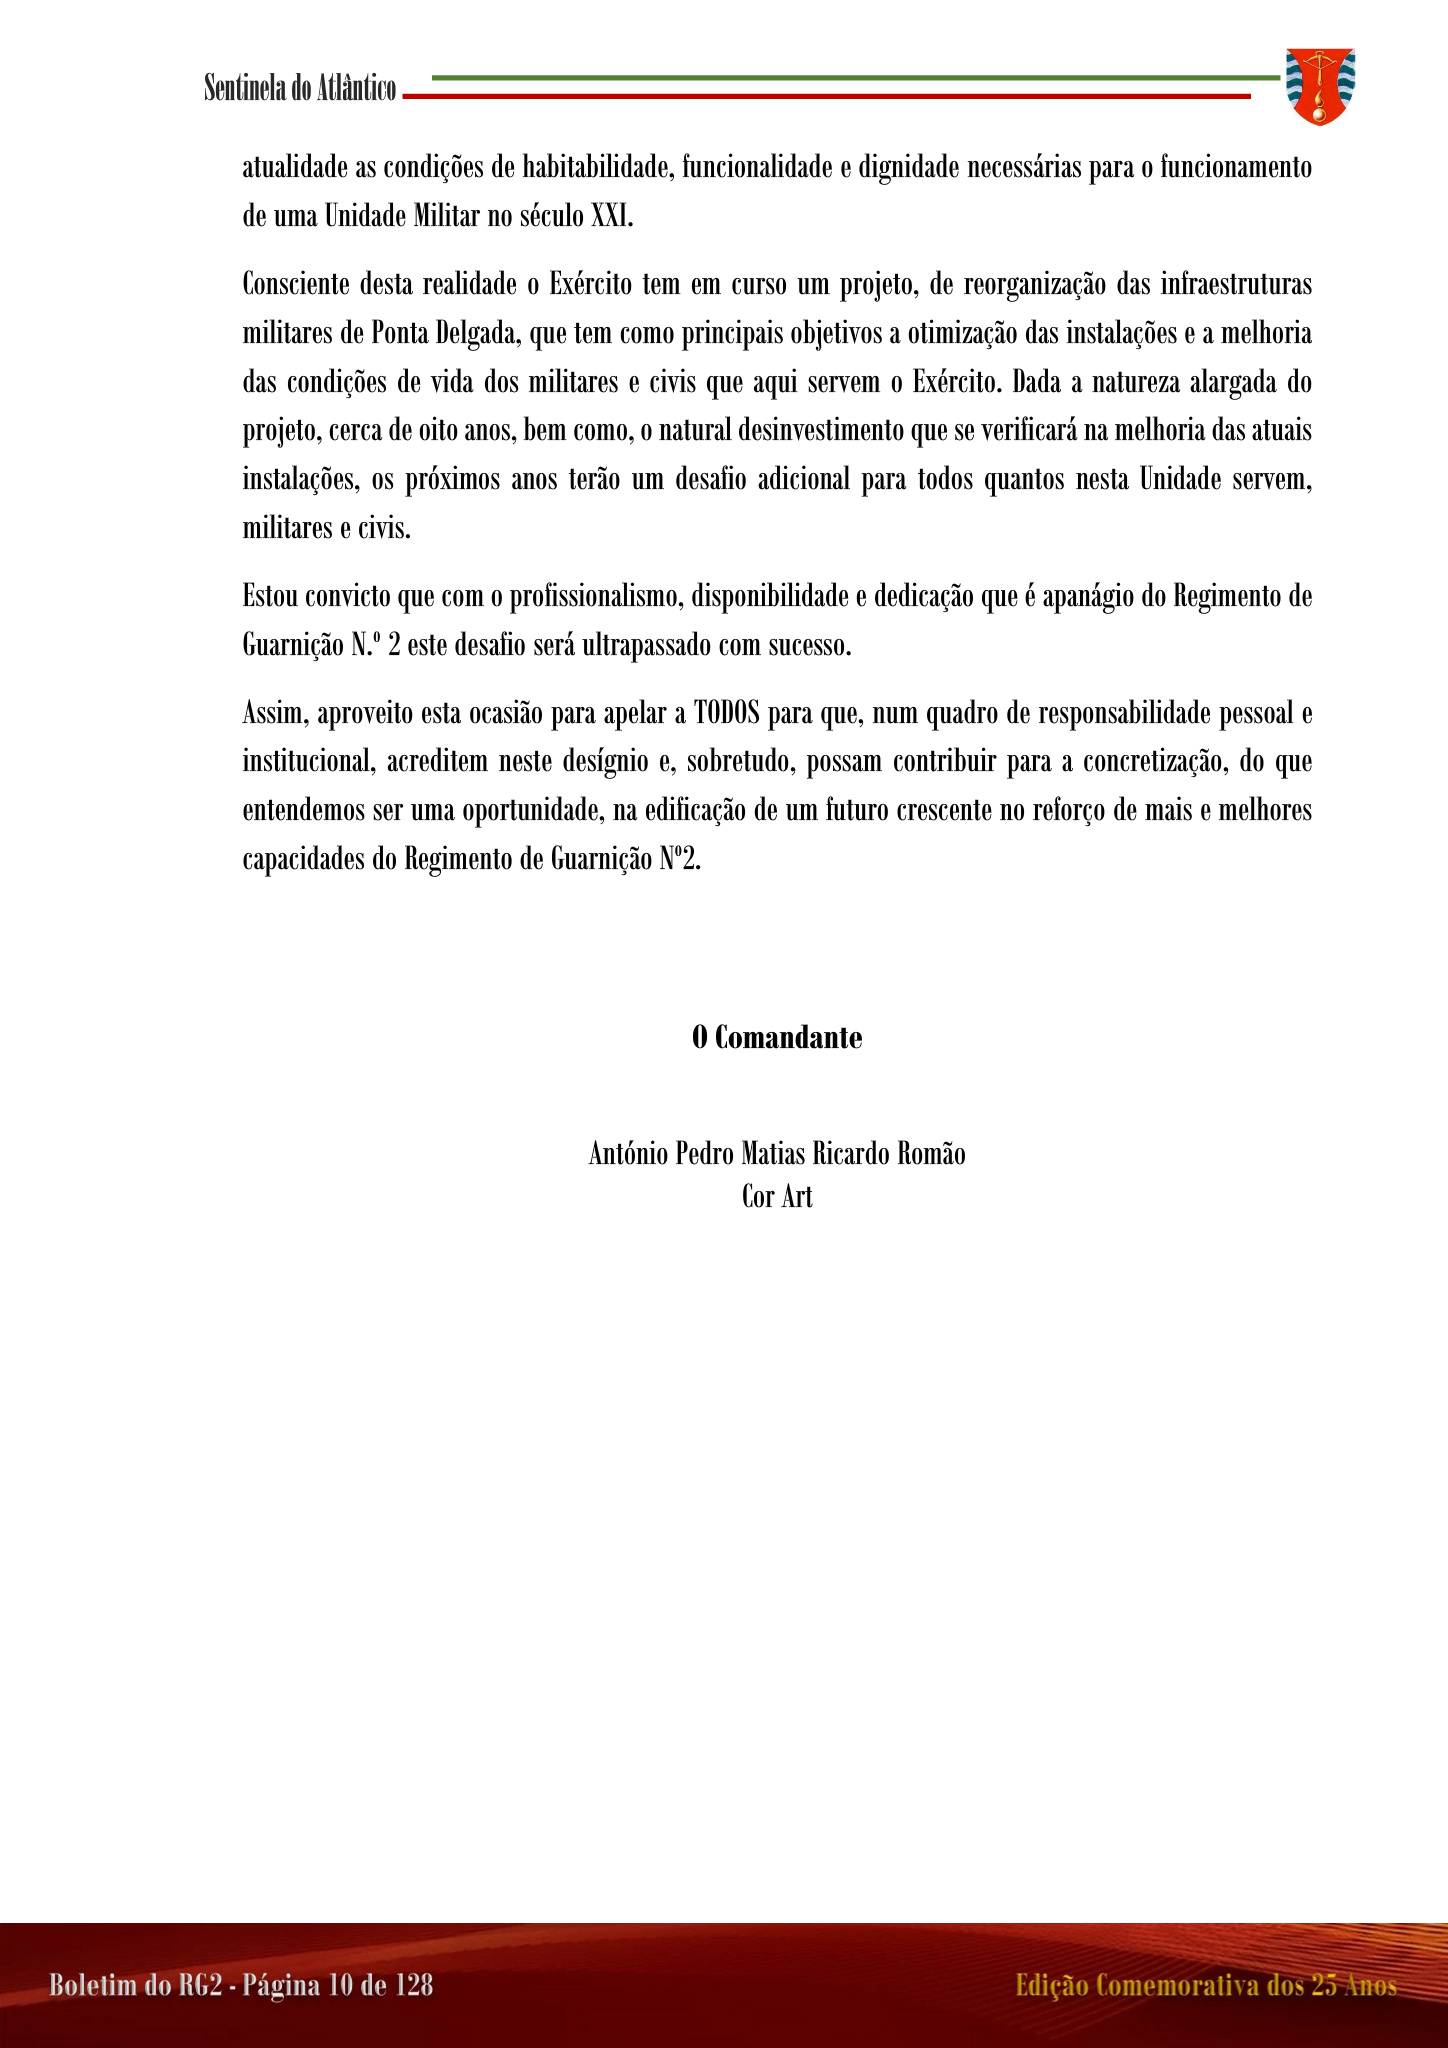 Sentinela do Atlântico
atualidade as condições de habitabilidade, funcionalidade e dignidade necessárias para o funcionamento
de uma Unidade Militar no século XXI.
Consciente desta realidade o Exército tem em curso um projeto, de reorganização das infraestruturas
militares de Ponta Delgada, que tem como principais objetivos a otimização das instalações e a melhoria
das condições de vida dos militares e civis que aqui servem o Exército. Dada a natureza alargada do
projeto, cerca de oito anos, bem como, o natural desinvestimento que se verificará na melhoria das atuais
instalações, os próximos anos terão um desafio adicional para todos quantos nesta Unidade servem,
militares e civis.
Estou convicto que com o profissionalismo, disponibilidade e dedicação que é apanágio do Regimento de
Guarnição N.º 2 este desafio será ultrapassado com sucesso.
Assim, aproveito esta ocasião para apelar a TODOS para que, num quadro de responsabilidade pessoal e
institucional, acreditem neste desígnio e, sobretudo, possam contribuir para a concretização, do que
entendemos ser uma oportunidade, na edificação de um futuro crescente no reforço de mais e melhores
capacidades do Regimento de Guarnição Nº2.
O Comandante
António Pedro Matias Ricardo Romão
Cor Art
Boletim do RG2 - Página 10 de 128
Edição Comemorativa dos 25 Anos